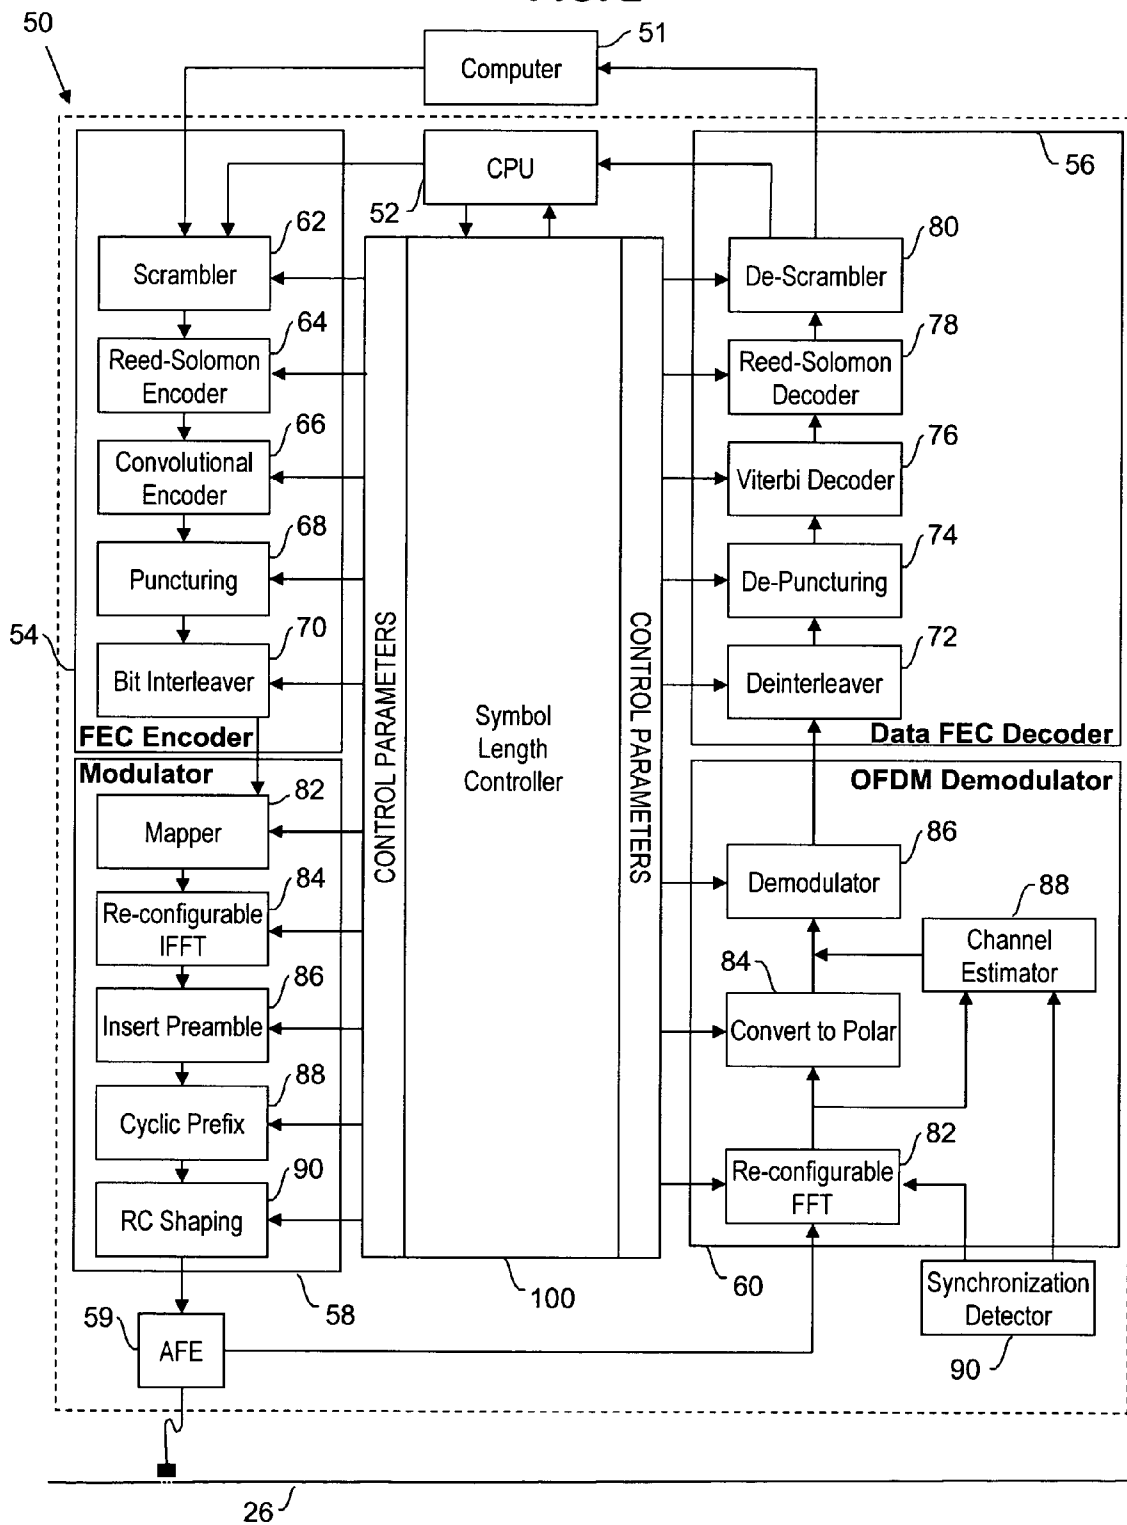 50
51
Computer
CPU
52
56
62
Scrambler
80
De-Scrambler
64
Reed-Solomon
Encoder
78
Reed-Solomon
Decoder
66
Convolutional
Encoder
76
Viterbi Decoder
68
Puncturing
74
De-Puncturing
54
70
Bit Interleaver
72
Deinterleaver
FEC Encoder
Data FEC Decoder
CONTROL PARAMETERS
Symbol
Length
Controller
CONTROL PARAMETERS
Modulator
OFDM Demodulator
82
Mapper
86
Demodulator
84
Re-configurable
IFFT
88
Channel
Estimator
86
Insert Preamble
84
Convert to Polar
88
Cyclic Prefix
82
Re-configurable
FFT
90
RC Shaping
58
100
60
Synchronization
Detector
90
59
AFE
26